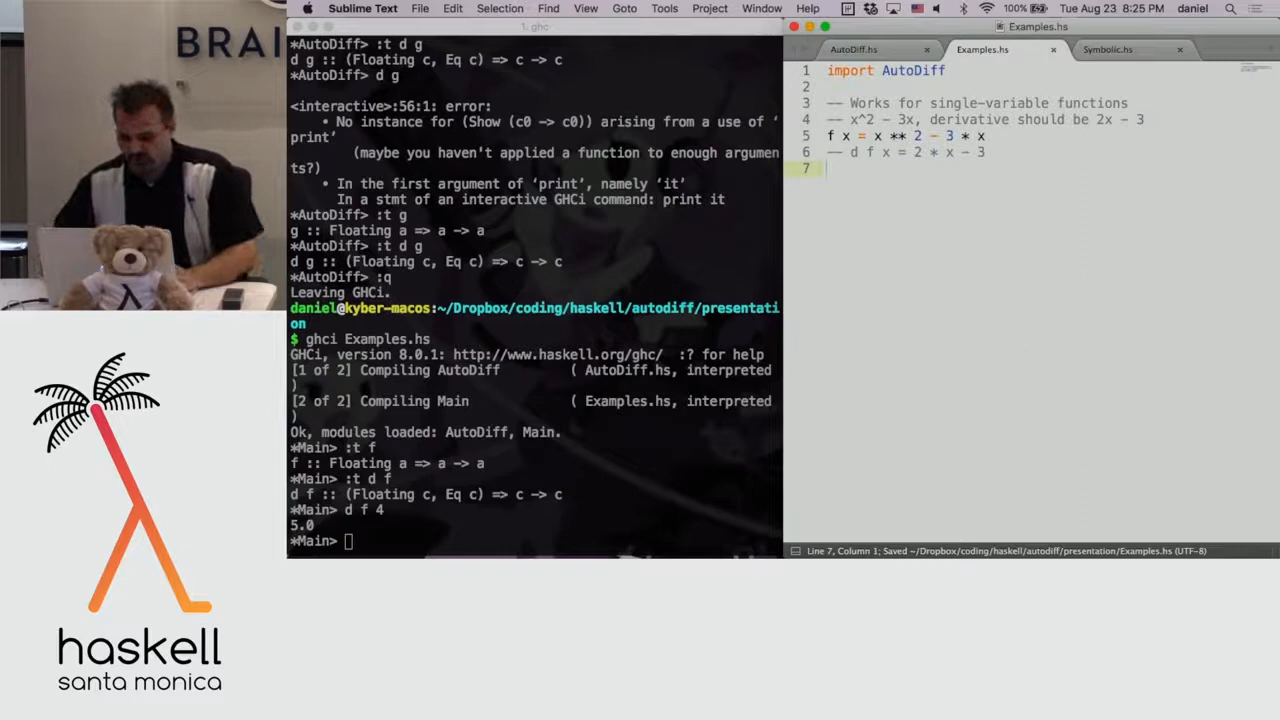 BRAI
Sublime Text File Edit Selection Find View Goto Tools Project Window Help 100% Tue Aug 23 8:25 PM daniel
1. ghc
*AutoDiff> :t d g
d g :: (Floating c, Eq c) => c -> c
*AutoDiff> d g
<interactive>:56:1: error:
• No instance for (Show (c0 -> c0)) arising from a use of ‘
print’
(maybe you haven't applied a function to enough argumen
ts?)
• In the first argument of ‘print’, namely ‘it’
In a stmt of an interactive GHCi command: print it
*AutoDiff> :t g
g :: Floating a => a -> a
*AutoDiff> :t d g
d g :: (Floating c, Eq c) => c -> c
*AutoDiff> :q
Leaving GHCi.
daniel@kyber-macos:~/Dropbox/coding/haskell/autodiff/presentati
on
$ ghci Examples.hs
GHCi, version 8.0.1: http://www.haskell.org/ghc/  :? for help
[1 of 2] Compiling AutoDiff ( AutoDiff.hs, interpreted
)
[2 of 2] Compiling Main ( Examples.hs, interpreted
)
Ok, modules loaded: AutoDiff, Main.
*Main> :t f
f :: Floating a => a -> a
*Main> :t d f
d f :: (Floating c, Eq c) => c -> c
*Main> d f 4
5.0
*Main>
Examples.hs
AutoDiff.hs × Examples.hs × Symbolic.hs ×
1 import AutoDiff
2
3 -- Works for single-variable functions
4 -- x^2 - 3x, derivative should be 2x - 3
5 f x = x ** 2 - 3 * x
6 -- d f x = 2 * x - 3
7
Line 7, Column 1; Saved ~/Dropbox/coding/haskell/autodiff/presentation/Examples.hs (UTF-8)
haskell
santa monica